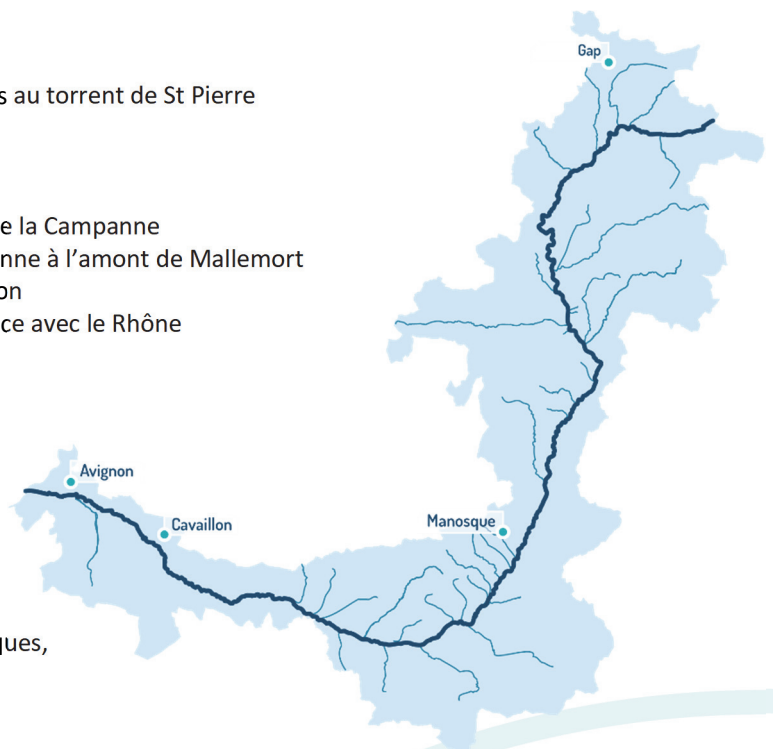 Gap
s au torrent de St Pierre
e la Campanne
nne à l'amont de Mallemort
on
ce avec le Rhône
Avignon
Cavaillon
Manosque
ques,